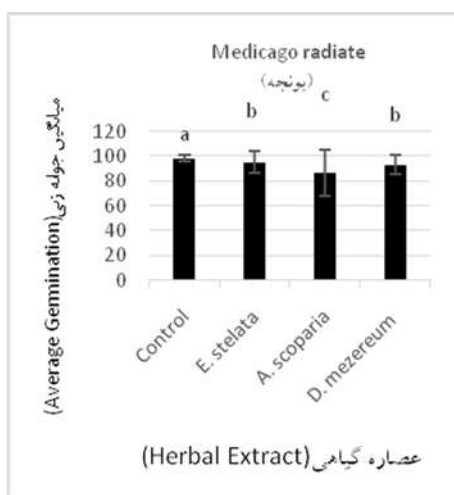 Medicago radiate
(یونجه)
میانگین جوانه زنی(Average Germination)
a
b
c
b
120
100
80
60
40
20
0
Control
E. stelata
A. scoparia
D. mezereum
عصاره گیاهی(Herbal Extract)